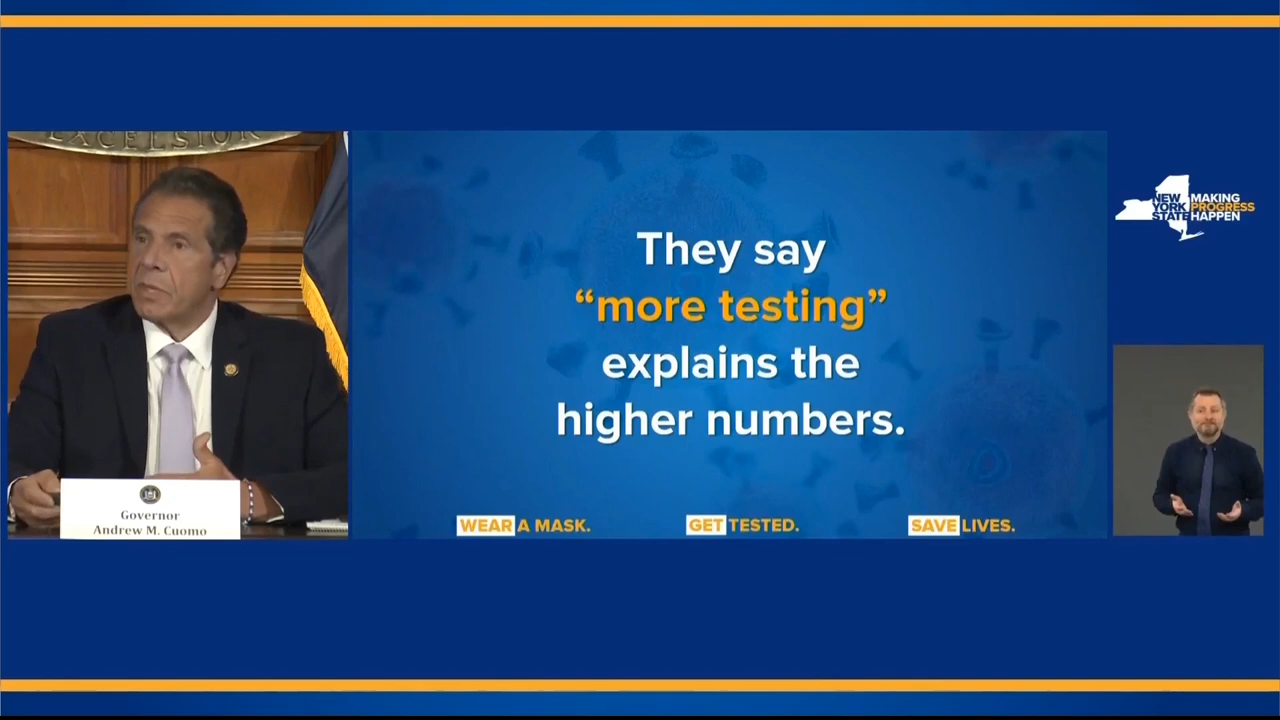 EXCELSIOR
Governor
Andrew M. Cuomo
They say
“more testing”
explains the
higher numbers.
WEAR A MASK.
GET TESTED.
SAVE LIVES.
NEW
YORK
STATE
MAKING
PROGRESS
HAPPEN